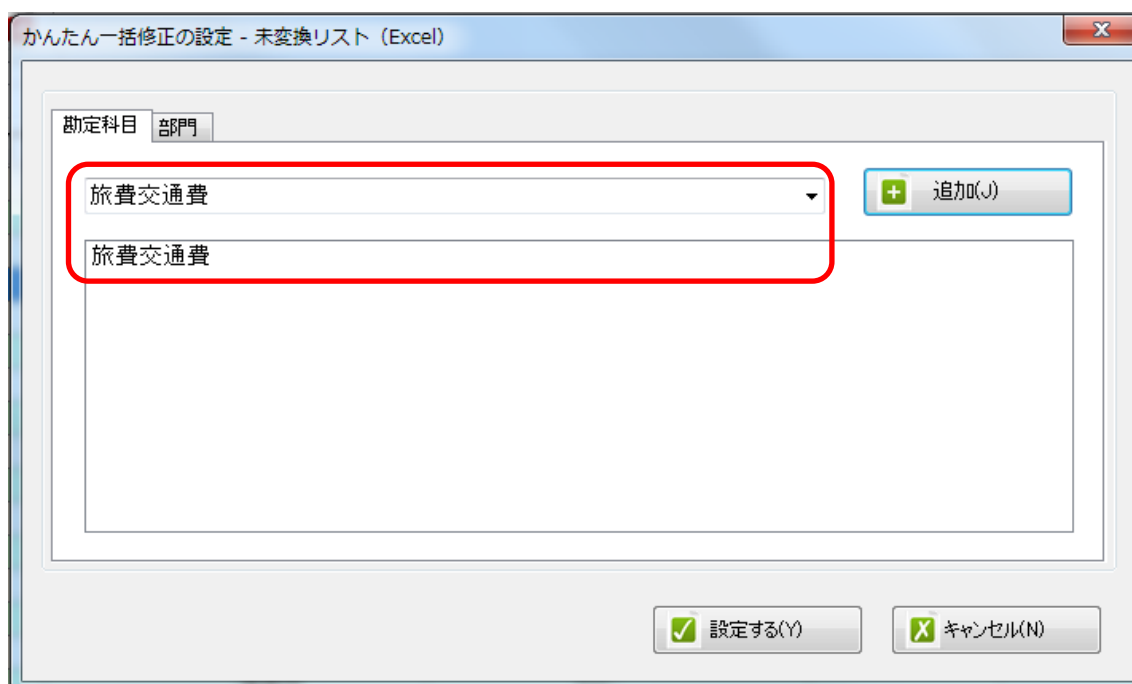 かんたん一括修正の設定 - 未変換リスト（Excel）
勘定科目 部門
旅費交通費 追加(J)
旅費交通費
設定する(Y) キャンセル(N)